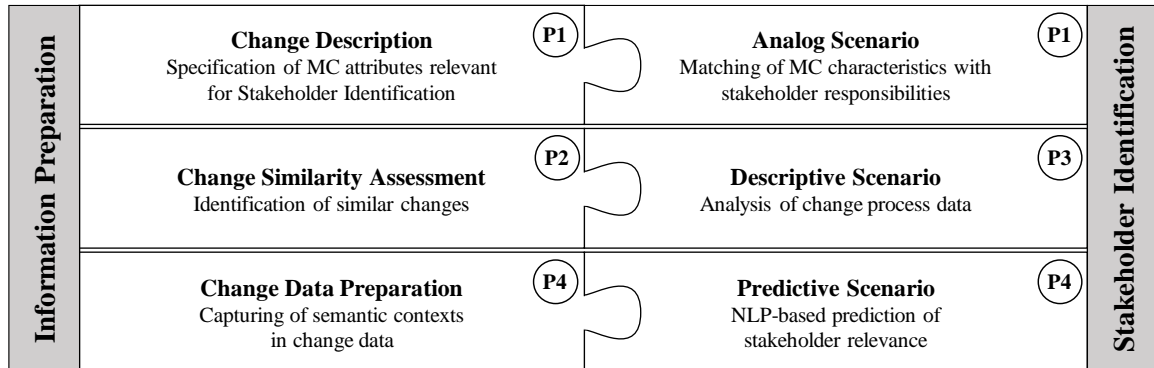 Information Preparation
Change Description
Specification of MC attributes relevant
for Stakeholder Identification
P1
Analog Scenario
Matching of MC characteristics with
stakeholder responsibilities
P1
Change Similarity Assessment
Identification of similar changes
P2
Descriptive Scenario
Analysis of change process data
P3
Change Data Preparation
Capturing of semantic contexts
in change data
P4
Predictive Scenario
NLP-based prediction of
stakeholder relevance
P4
Stakeholder Identification